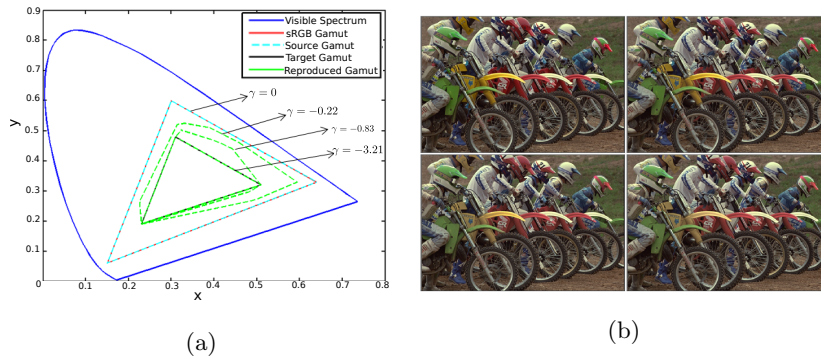 0.9
0.8
0.7
0.6
0.5
0.4
0.3
0.2
0.1
0
y
0.1
0.2
0.3
0.4
0.5
0.6
0.7
0.8
x
Visible Spectrum
sRGB Gamut
Source Gamut
Target Gamut
Reproduced Gamut
γ = 0
γ = −0.22
γ = −0.83
γ = −3.21
(a)
(b)